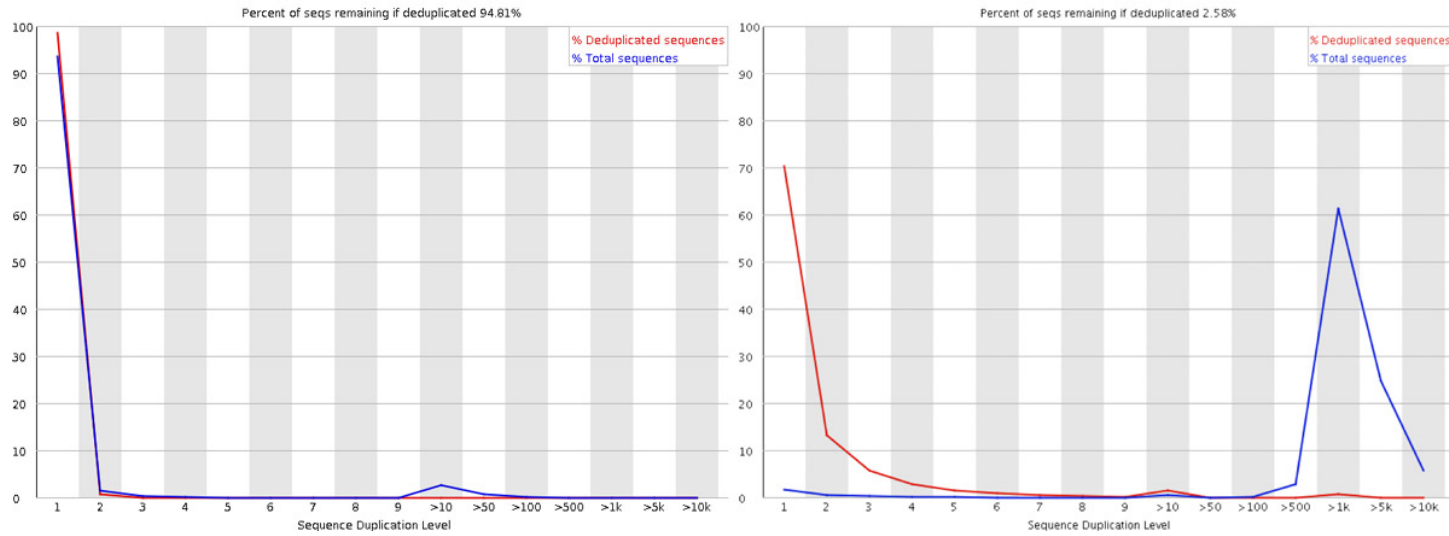 Percent of seqs remaining if deduplicated 94.81%
% Deduplicated sequences
% Total sequences
100
90
80
70
60
50
40
30
20
10
0
1 2 3 4 5 6 7 8 9 >10 >50 >100 >500 >1k >5k >10k
Sequence Duplication Level
Percent of seqs remaining if deduplicated 2.58%
% Deduplicated sequences
% Total sequences
100
90
80
70
60
50
40
30
20
10
0
1 2 3 4 5 6 7 8 9 >10 >50 >100 >500 >1k >5k >10k
Sequence Duplication Level